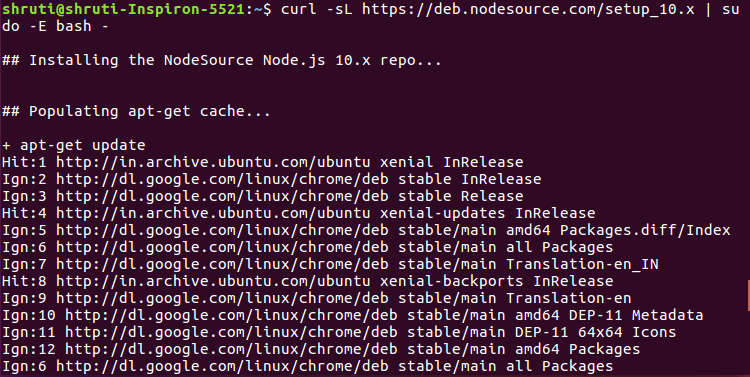 shruti@shruti-Inspiron-5521:~$ curl -sL https://deb.nodesource.com/setup_10.x | su
do -E bash -
## Installing the NodeSource Node.js 10.x repo...
## Populating apt-get cache...
+ apt-get update
Hit:1 http://in.archive.ubuntu.com/ubuntu xenial InRelease
Ign:2 http://dl.google.com/linux/chrome/deb stable InRelease
Ign:3 http://dl.google.com/linux/chrome/deb stable Release
Hit:4 http://in.archive.ubuntu.com/ubuntu xenial-updates InRelease
Ign:5 http://dl.google.com/linux/chrome/deb stable/main amd64 Packages.diff/Index
Ign:6 http://dl.google.com/linux/chrome/deb stable/main all Packages
Ign:7 http://dl.google.com/linux/chrome/deb stable/main Translation-en_IN
Hit:8 http://in.archive.ubuntu.com/ubuntu xenial-backports InRelease
Ign:9 http://dl.google.com/linux/chrome/deb stable/main Translation-en
Ign:10 http://dl.google.com/linux/chrome/deb stable/main amd64 DEP-11 Metadata
Ign:11 http://dl.google.com/linux/chrome/deb stable/main DEP-11 64x64 Icons
Ign:12 http://dl.google.com/linux/chrome/deb stable/main amd64 Packages
Ign:6 http://dl.google.com/linux/chrome/deb stable/main all Packages